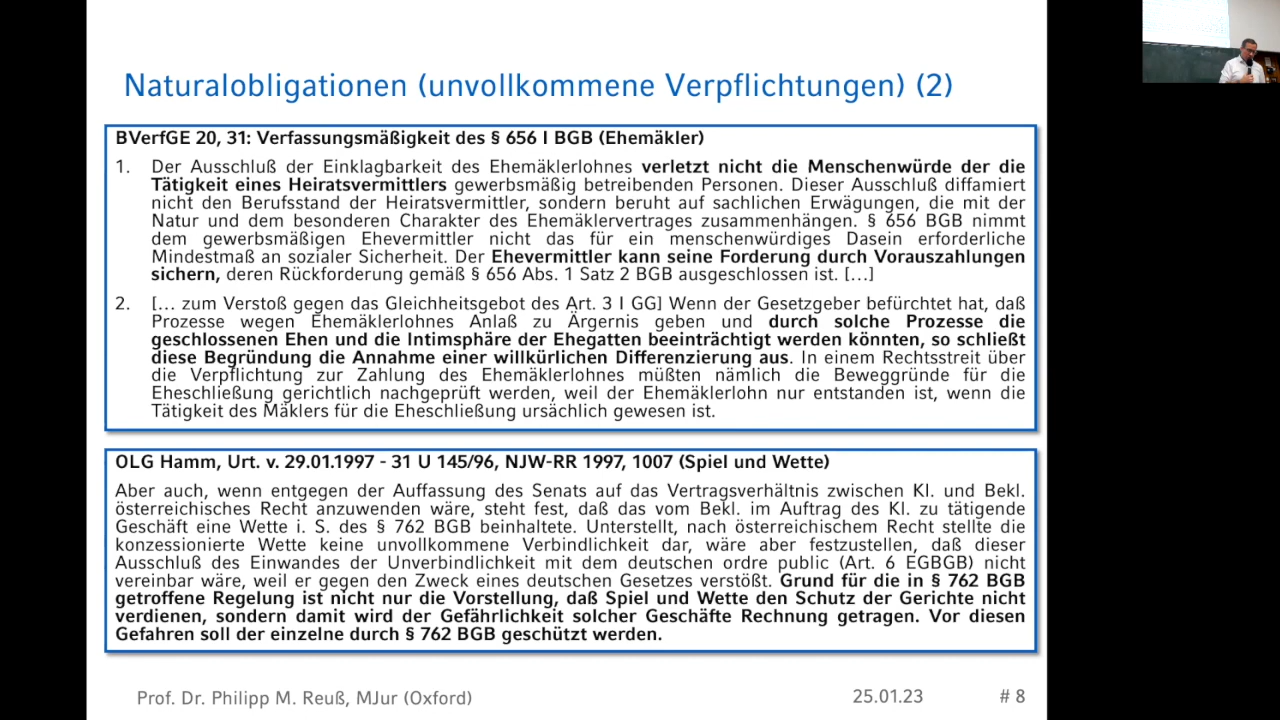 Naturalobligationen (unvollkommene Verpflichtungen) (2)
BVerfGE 20, 31: Verfassungsmäßigkeit des § 656 I BGB (Ehemäkler)
1. Der Ausschluß der Einklagbarkeit des Ehemäklerlohnes verletzt nicht die Menschenwürde der die
Tätigkeit eines Heiratsvermittlers gewerbsmäßig betreibenden Personen. Dieser Ausschluß diffamiert
nicht den Berufsstand der Heiratsvermittler, sondern beruht auf sachlichen Erwägungen, die mit der
Natur und dem besonderen Charakter des Ehemäklervertrages zusammenhängen. § 656 BGB nimmt
dem gewerbsmäßigen Ehevermittler nicht das für ein menschenwürdiges Dasein erforderliche
Mindestmaß an sozialer Sicherheit. Der Ehevermittler kann seine Forderung durch Vorauszahlungen
sichern, deren Rückforderung gemäß § 656 Abs. 1 Satz 2 BGB ausgeschlossen ist. […]
2. [… zum Verstoß gegen das Gleichheitsgebot des Art. 3 I GG] Wenn der Gesetzgeber befürchtet hat, daß
Prozesse wegen Ehemäklerlohnes Anlaß zu Ärgernis geben und durch solche Prozesse die
geschlossenen Ehen und die Intimsphäre der Ehegatten beeinträchtigt werden könnten, so schließt
diese Begründung die Annahme einer willkürlichen Differenzierung aus. In einem Rechtsstreit über
die Verpflichtung zur Zahlung des Ehemäklerlohnes müßten nämlich die Beweggründe für die
Eheschließung gerichtlich nachgeprüft werden, weil der Ehemäklerlohn nur entstanden ist, wenn die
Tätigkeit des Mäklers für die Eheschließung ursächlich gewesen ist.
OLG Hamm, Urt. v. 29.01.1997 - 31 U 145/96, NJW-RR 1997, 1007 (Spiel und Wette)
Aber auch, wenn entgegen der Auffassung des Senats auf das Vertragsverhältnis zwischen Kl. und Bekl.
österreichisches Recht anzuwenden wäre, steht fest, daß das vom Bekl. im Auftrag des Kl. zu tätigende
Geschäft eine Wette i. S. des § 762 BGB beinhaltete. Unterstellt, nach österreichischem Recht stellte die
konzessionierte Wette keine unvollkommene Verbindlichkeit dar, wäre aber festzustellen, daß dieser
Ausschluß des Einwandes der Unverbindlichkeit mit dem deutschen ordre public (Art. 6 EGBGB) nicht
vereinbar wäre, weil er gegen den Zweck eines deutschen Gesetzes verstößt. Grund für die in § 762 BGB
getroffene Regelung ist nicht nur die Vorstellung, daß Spiel und Wette den Schutz der Gerichte nicht
verdienen, sondern damit wird der Gefährlichkeit solcher Geschäfte Rechnung getragen. Vor diesen
Gefahren soll der einzelne durch § 762 BGB geschützt werden.
Prof. Dr. Philipp M. Reuß, MJur (Oxford)
25.01.23
# 8